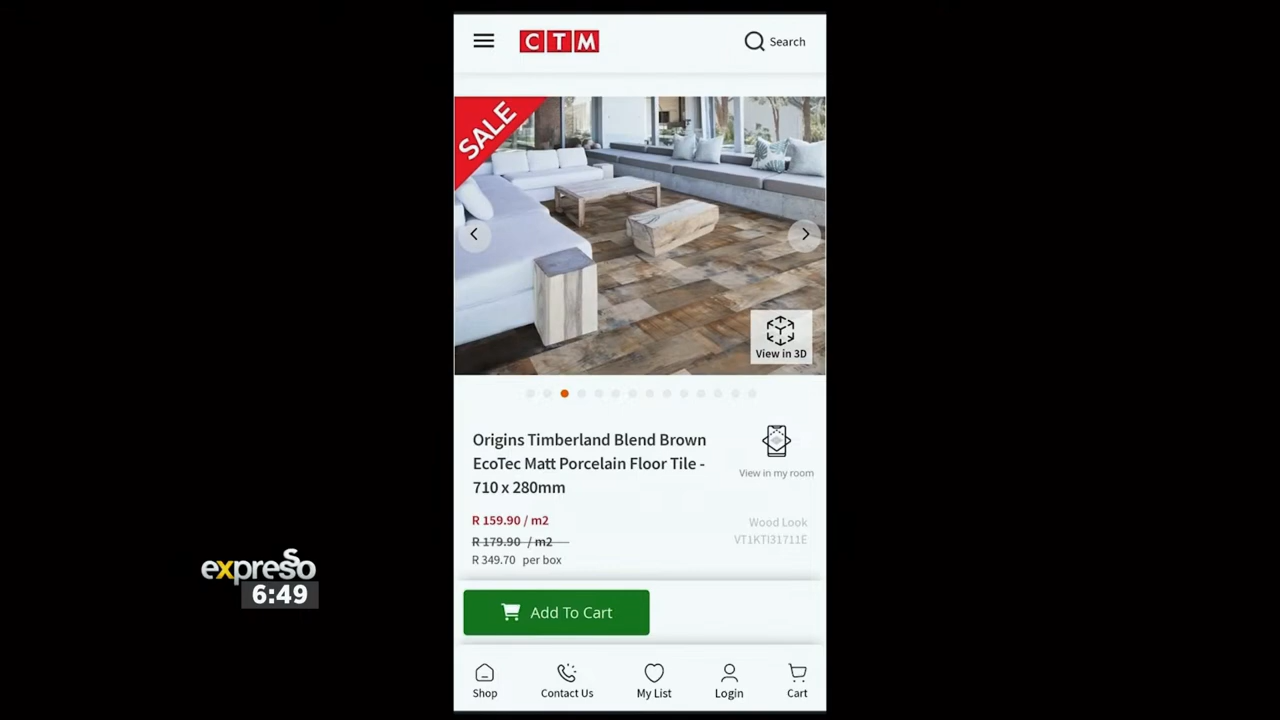 CTM
Search
SALE
View in 3D
Origins Timberland Blend Brown
EcoTec Matt Porcelain Floor Tile -
710 x 280mm
View in my room
R 159.90 / m2
R 179.90 / m2
R 349.70 per box
Wood Look
VT1KTI31711E
expresso
6:49
Add To Cart
Shop
Contact Us
My List
Login
Cart